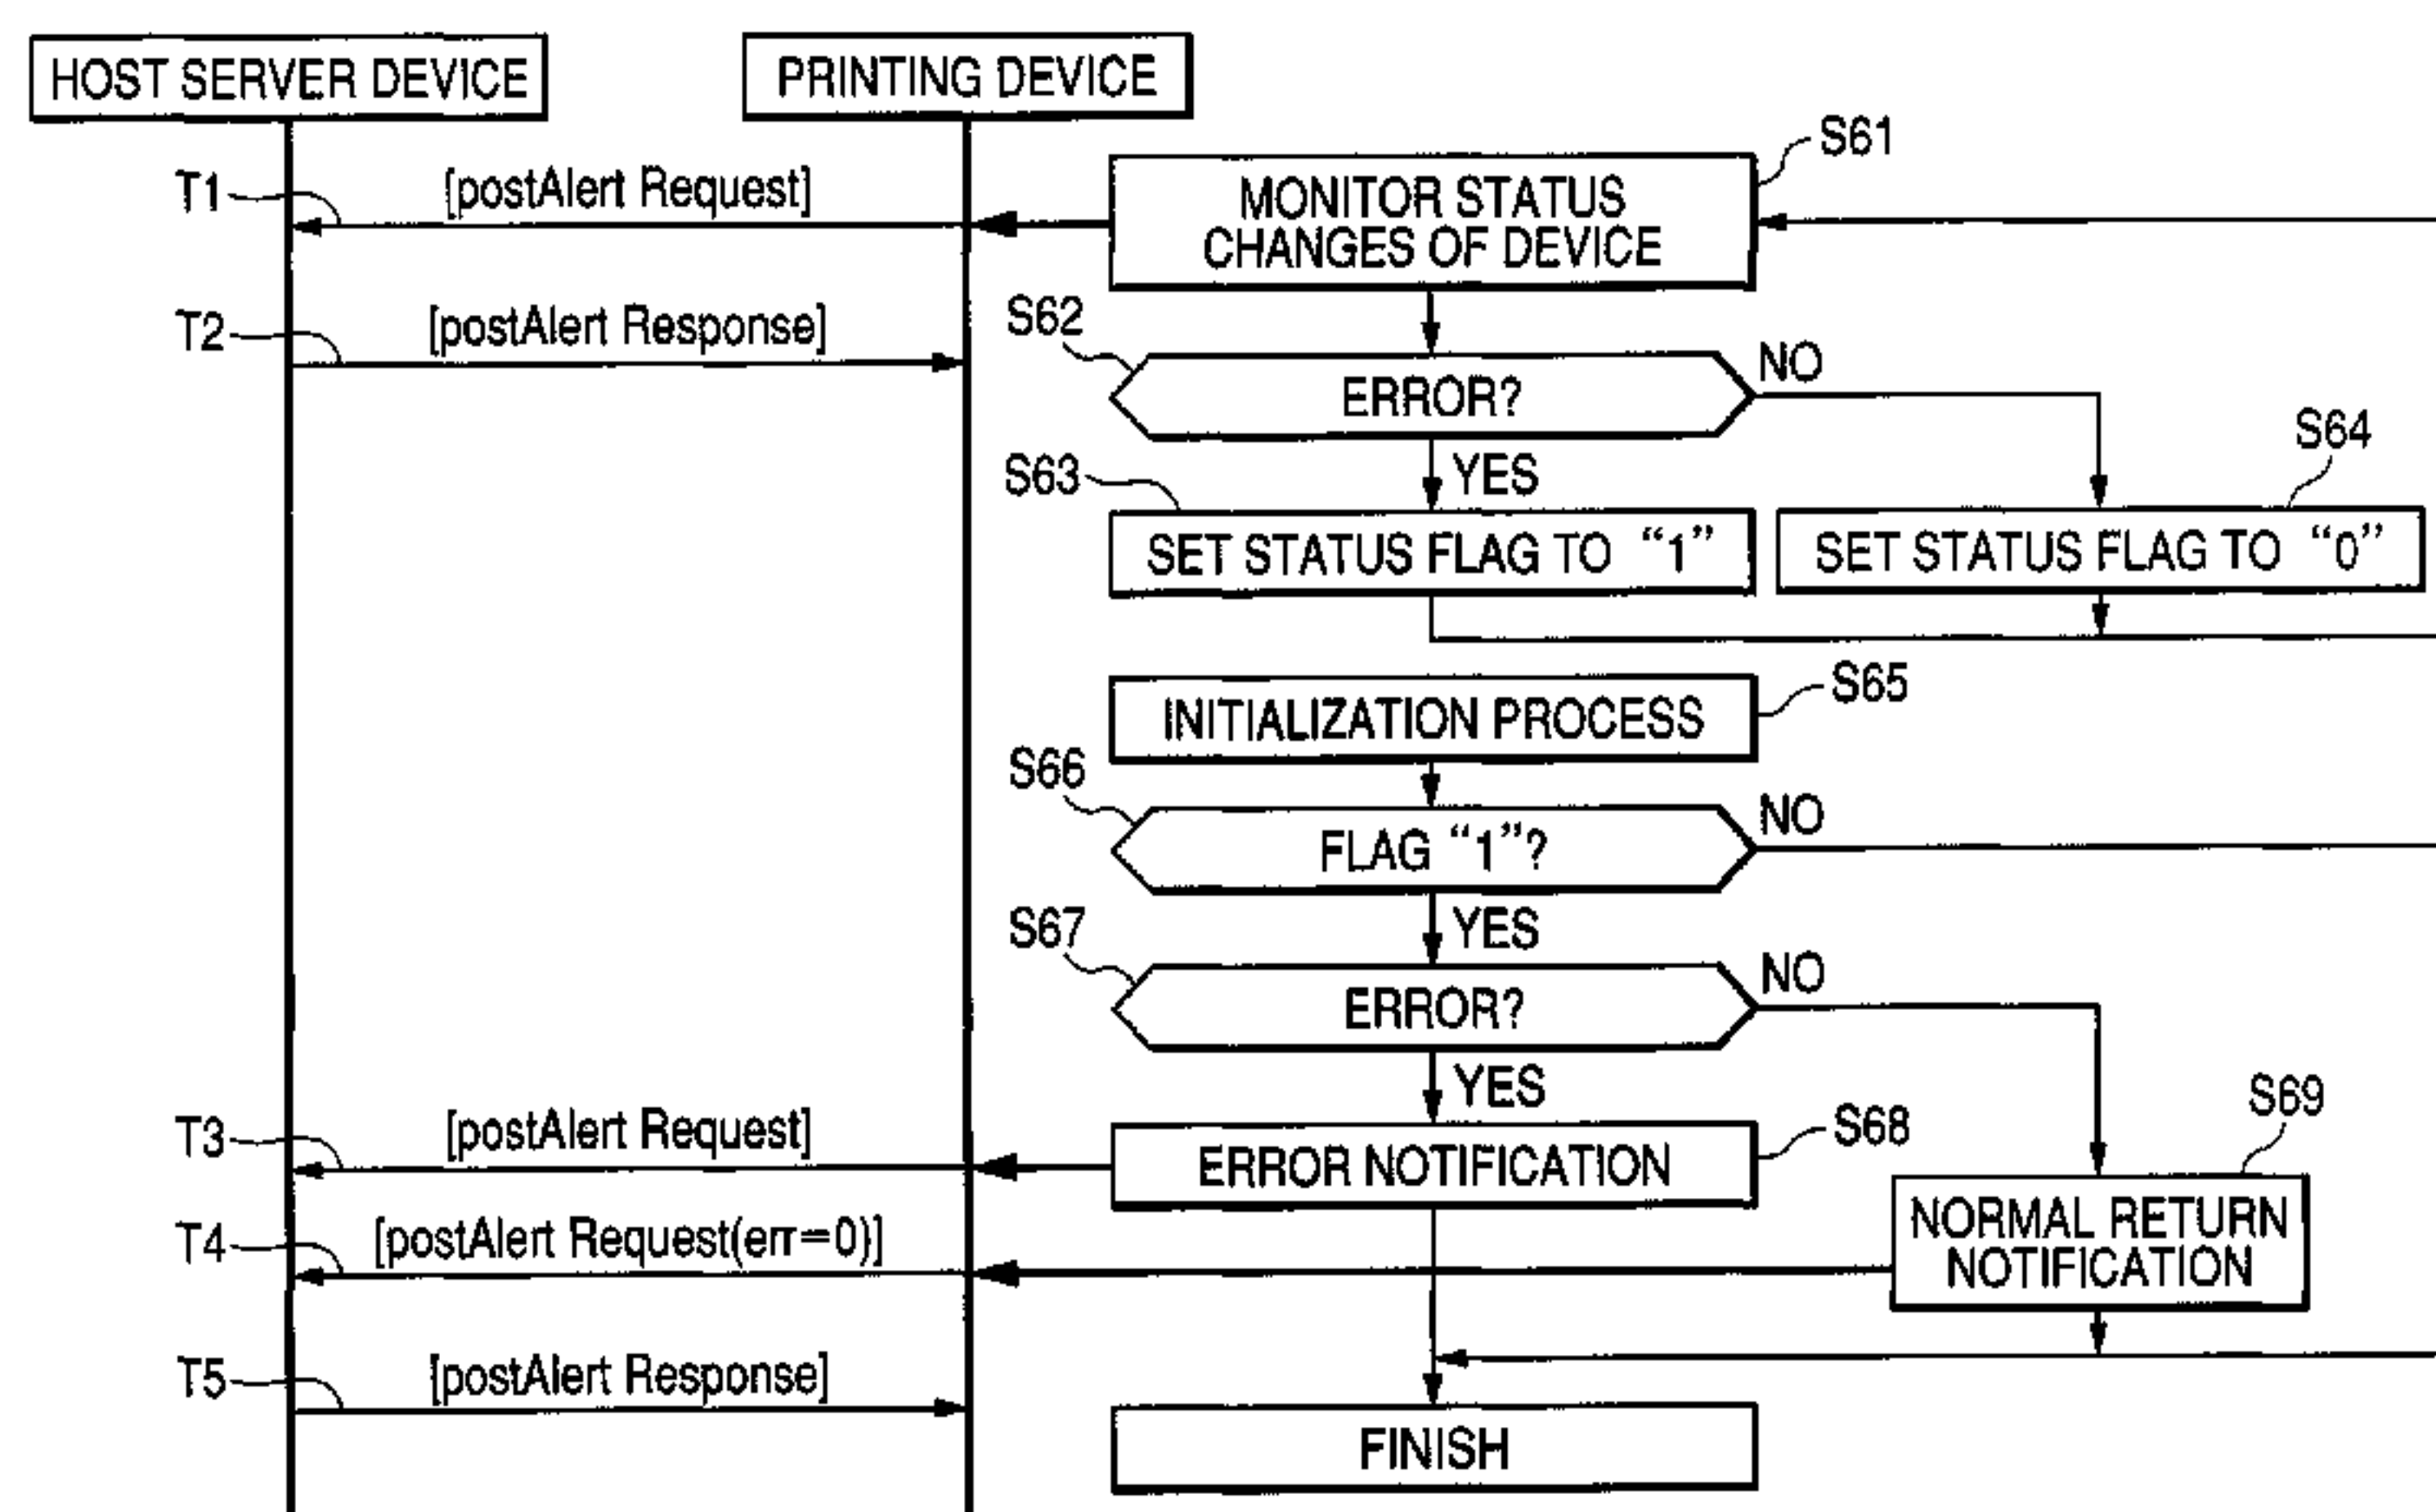 HOST SERVER DEVICE
PRINTING DEVICE
S61
T1
[postAlert Request]
MONITOR STATUS
CHANGES OF DEVICE
T2
[postAlert Response]
S62
ERROR?
NO
S63
YES
S64
SET STATUS FLAG TO “1”
SET STATUS FLAG TO “0”
S65
INITIALIZATION PROCESS
S66
FLAG “1”?
NO
S67
YES
ERROR?
NO
YES
S69
T3
[postAlert Request]
S68
ERROR NOTIFICATION
T4
[postAlert Request(err=0)]
NORMAL RETURN
NOTIFICATION
T5
[postAlert Response]
FINISH